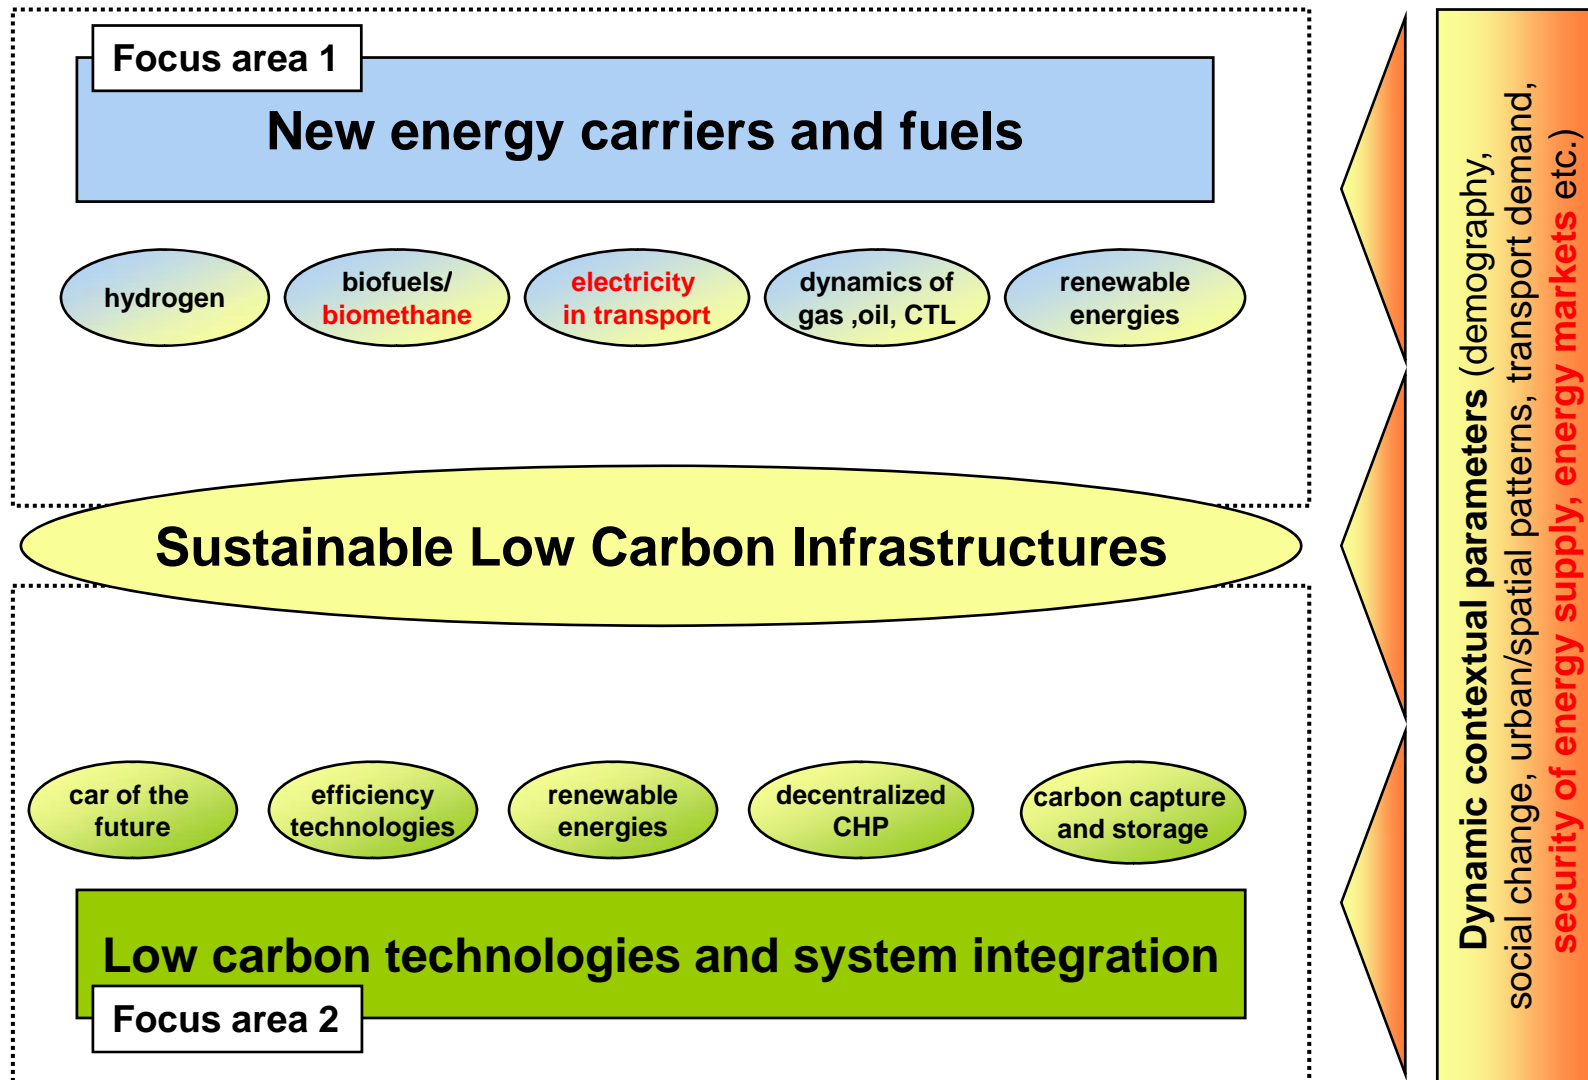 Focus area 1
New energy carriers and fuels
hydrogen
biofuels/
biomethane
electricity
in transport
dynamics of
gas ,oil, CTL
renewable
energies
Sustainable Low Carbon Infrastructures
car of the
future
efficiency
technologies
renewable
energies
decentralized
CHP
carbon capture
and storage
Low carbon technologies and system integration
Focus area 2
Dynamic contextual parameters (demography,
social change, urban/spatial patterns, transport demand,
security of energy supply, energy markets etc.)